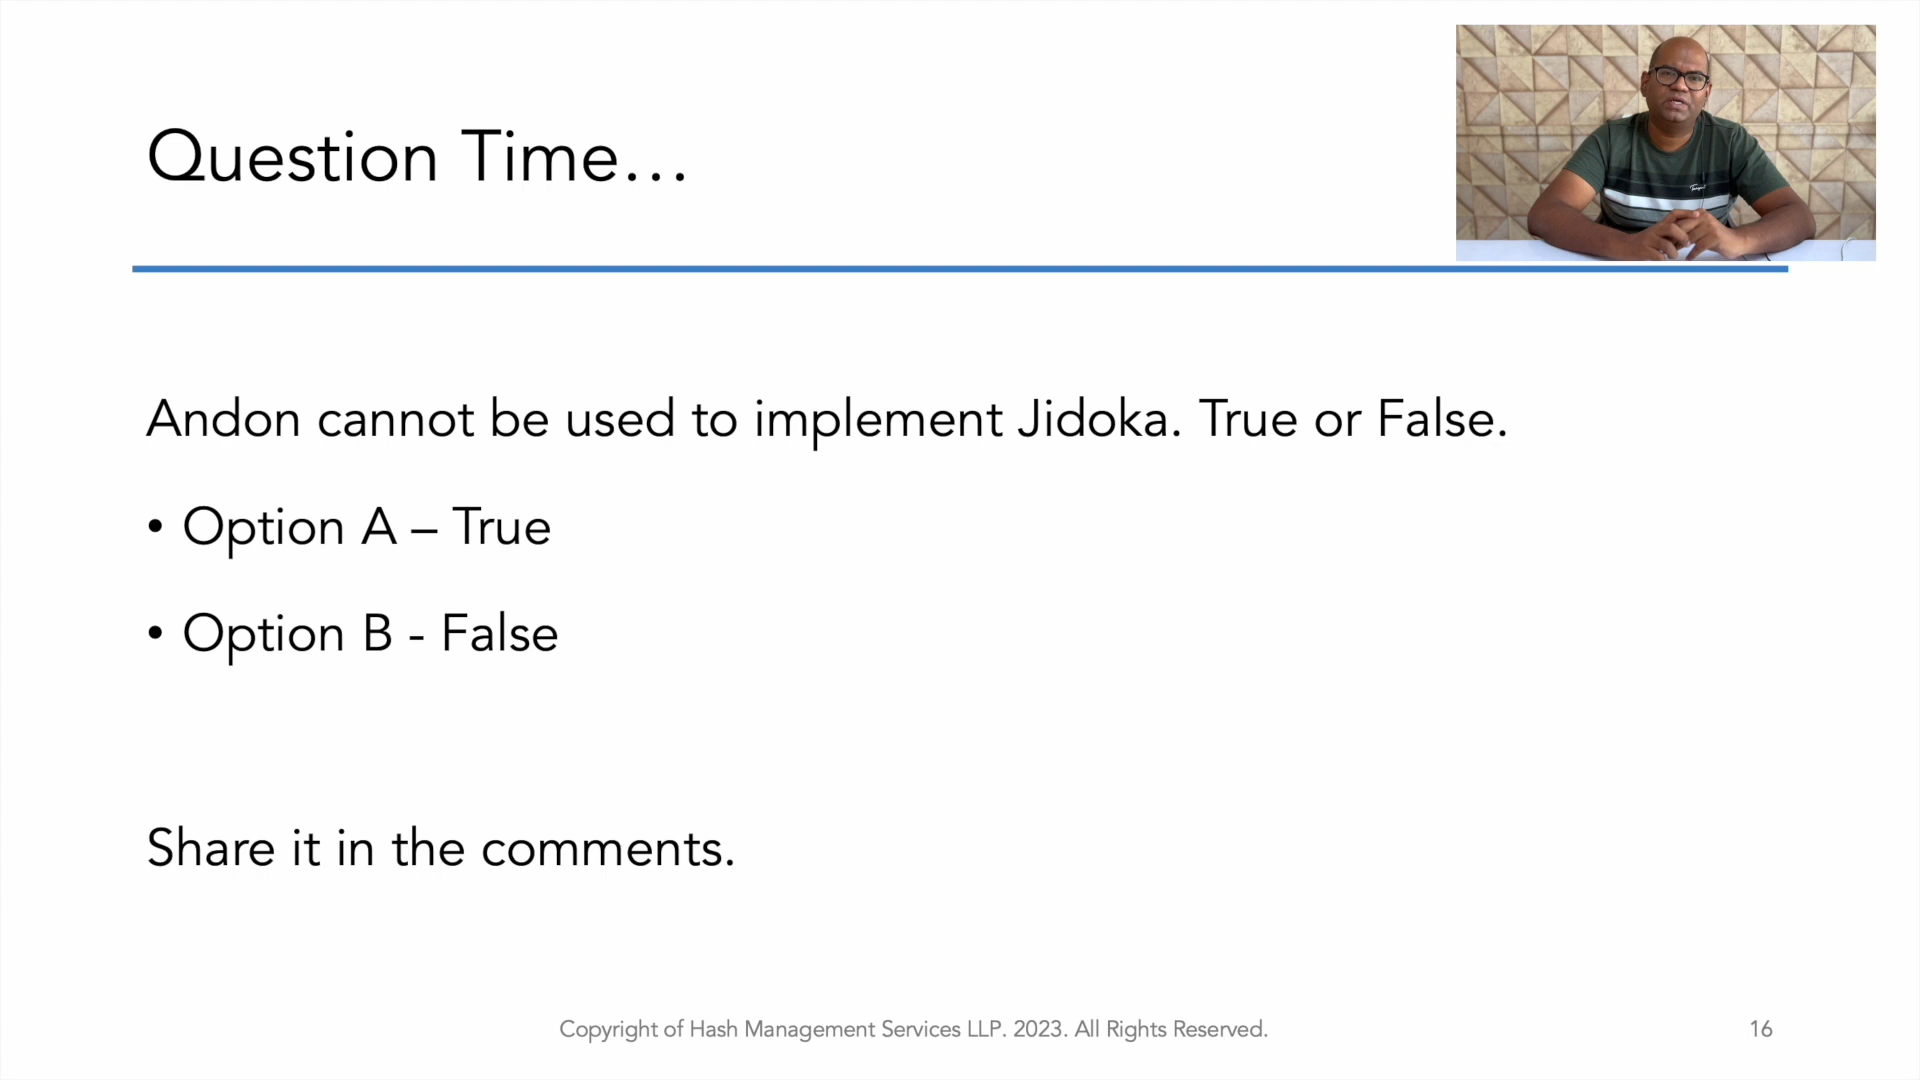 Question Time...
Andon cannot be used to implement Jidoka. True or False.
• Option A – True
• Option B - False
Share it in the comments.
Copyright of Hash Management Services LLP. 2023. All Rights Reserved.
16